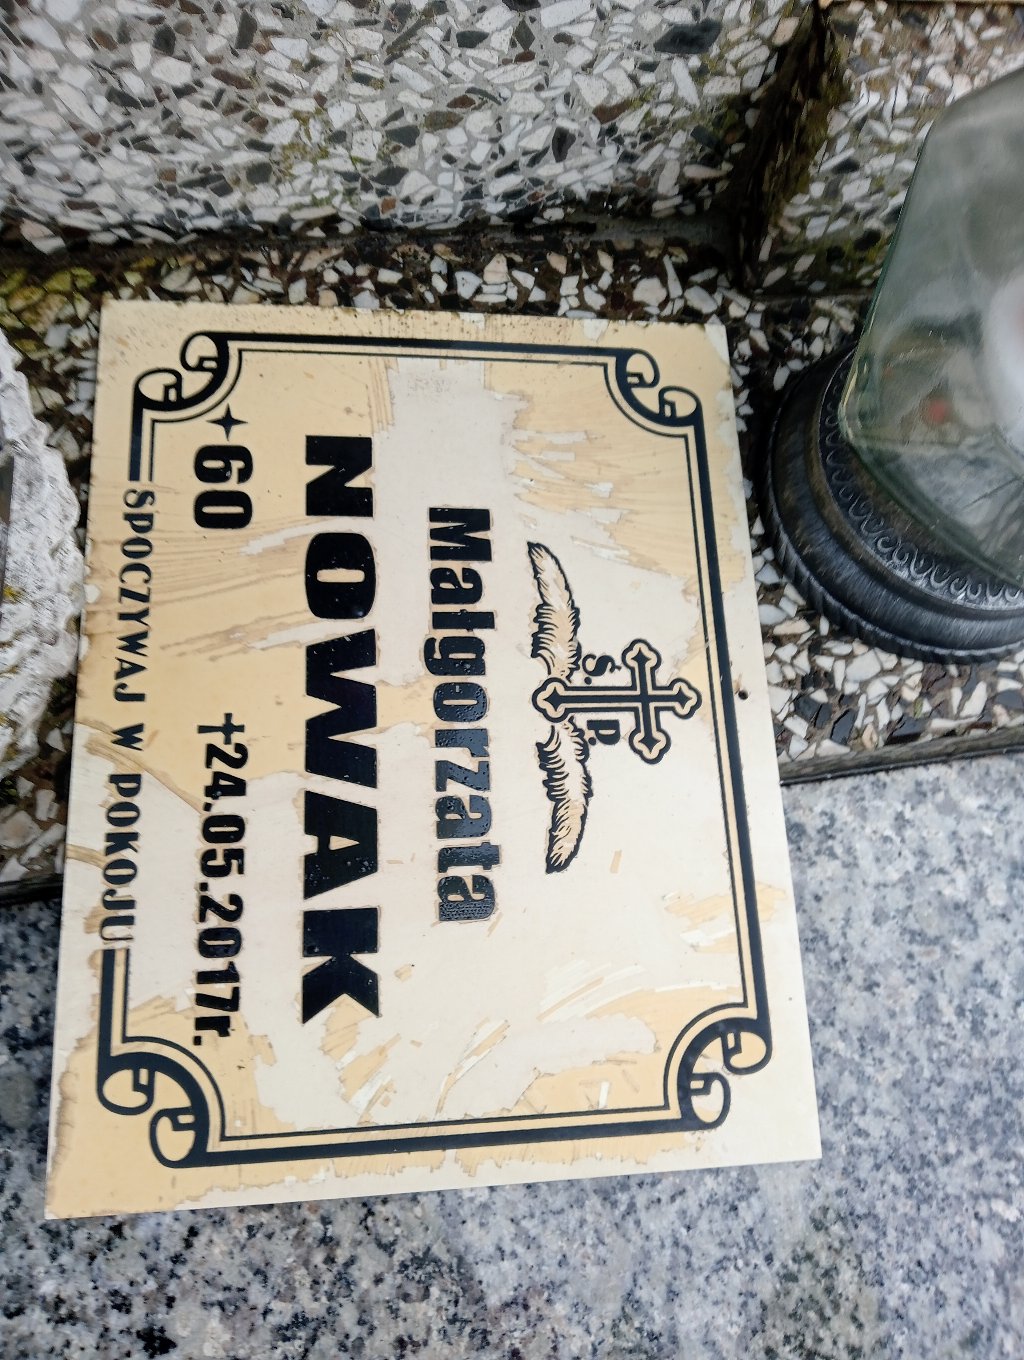 Ś. P.
Małgorzata
NOWAK
✦60 †24.05.2017r.
SPOCZYWAJ W POKOJU